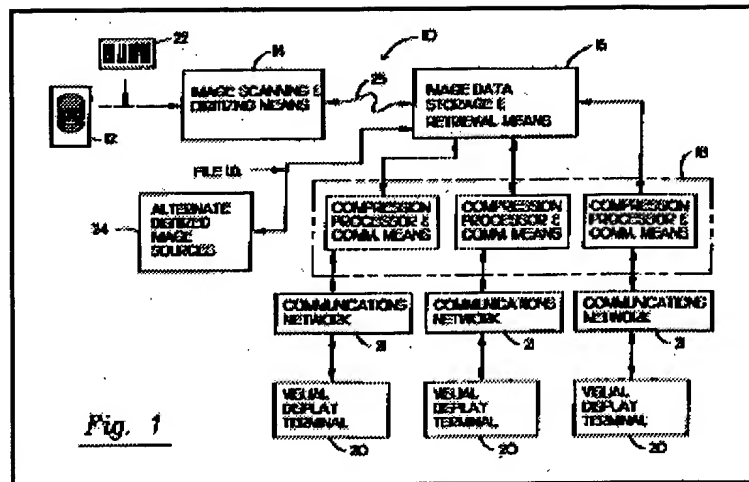 22
14
10
16
IMAGE SCANNING &
DIGITIZING MEANS
25
IMAGE DATA
STORAGE &
RETRIEVAL MEANS
12
FILE I.D.
18
24
ALTERNATE
DIGITIZED
IMAGE
SOURCES
COMPRESSION
PROCESSOR &
COMM. MEANS
COMPRESSION
PROCESSOR &
COMM. MEANS
COMPRESSION
PROCESSOR &
COMM. MEANS
COMMUNICATIONS
NETWORK
COMMUNICATIONS
NETWORK
COMMUNICATIONS
NETWORK
21
21
21
VISUAL
DISPLAY
TERMINAL
VISUAL
DISPLAY
TERMINAL
VISUAL
DISPLAY
TERMINAL
20
20
20
Fig. 1